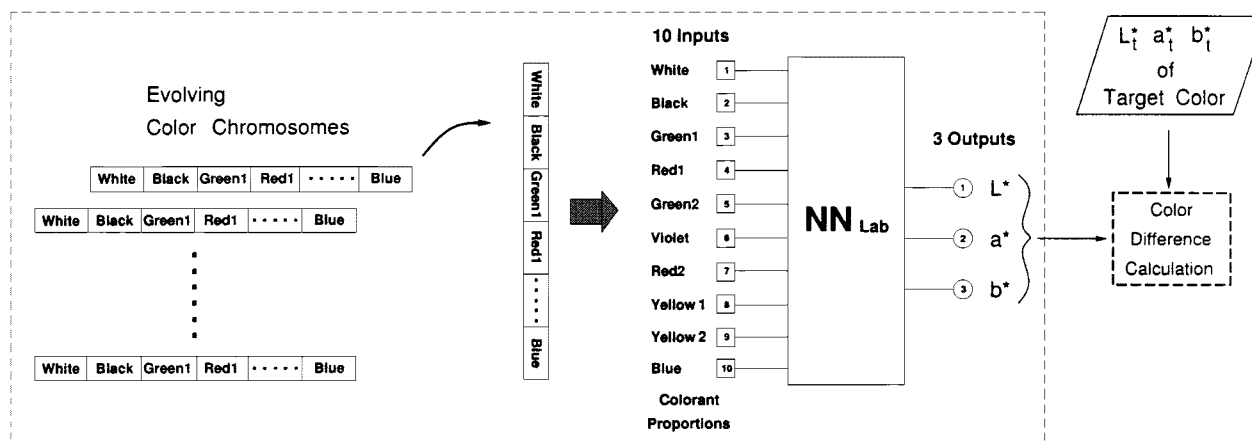 Evolving
Color Chromosomes
White Black Green1 Red1 ····· Blue
White Black Green1 Red1 ····· Blue
White Black Green1 Red1 ····· Blue
White Black Green1 Red1 ····· Blue
10 Inputs
White 1
Black 2
Green1 3
Red1 4
Green2 5
Violet 6
Red2 7
Yellow 1 8
Yellow 2 9
Blue 10
Colorant
Proportions
NN Lab
3 Outputs
1 L*
2 a*
3 b*
L*t a*t b*t
of
Target Color
Color
Difference
Calculation